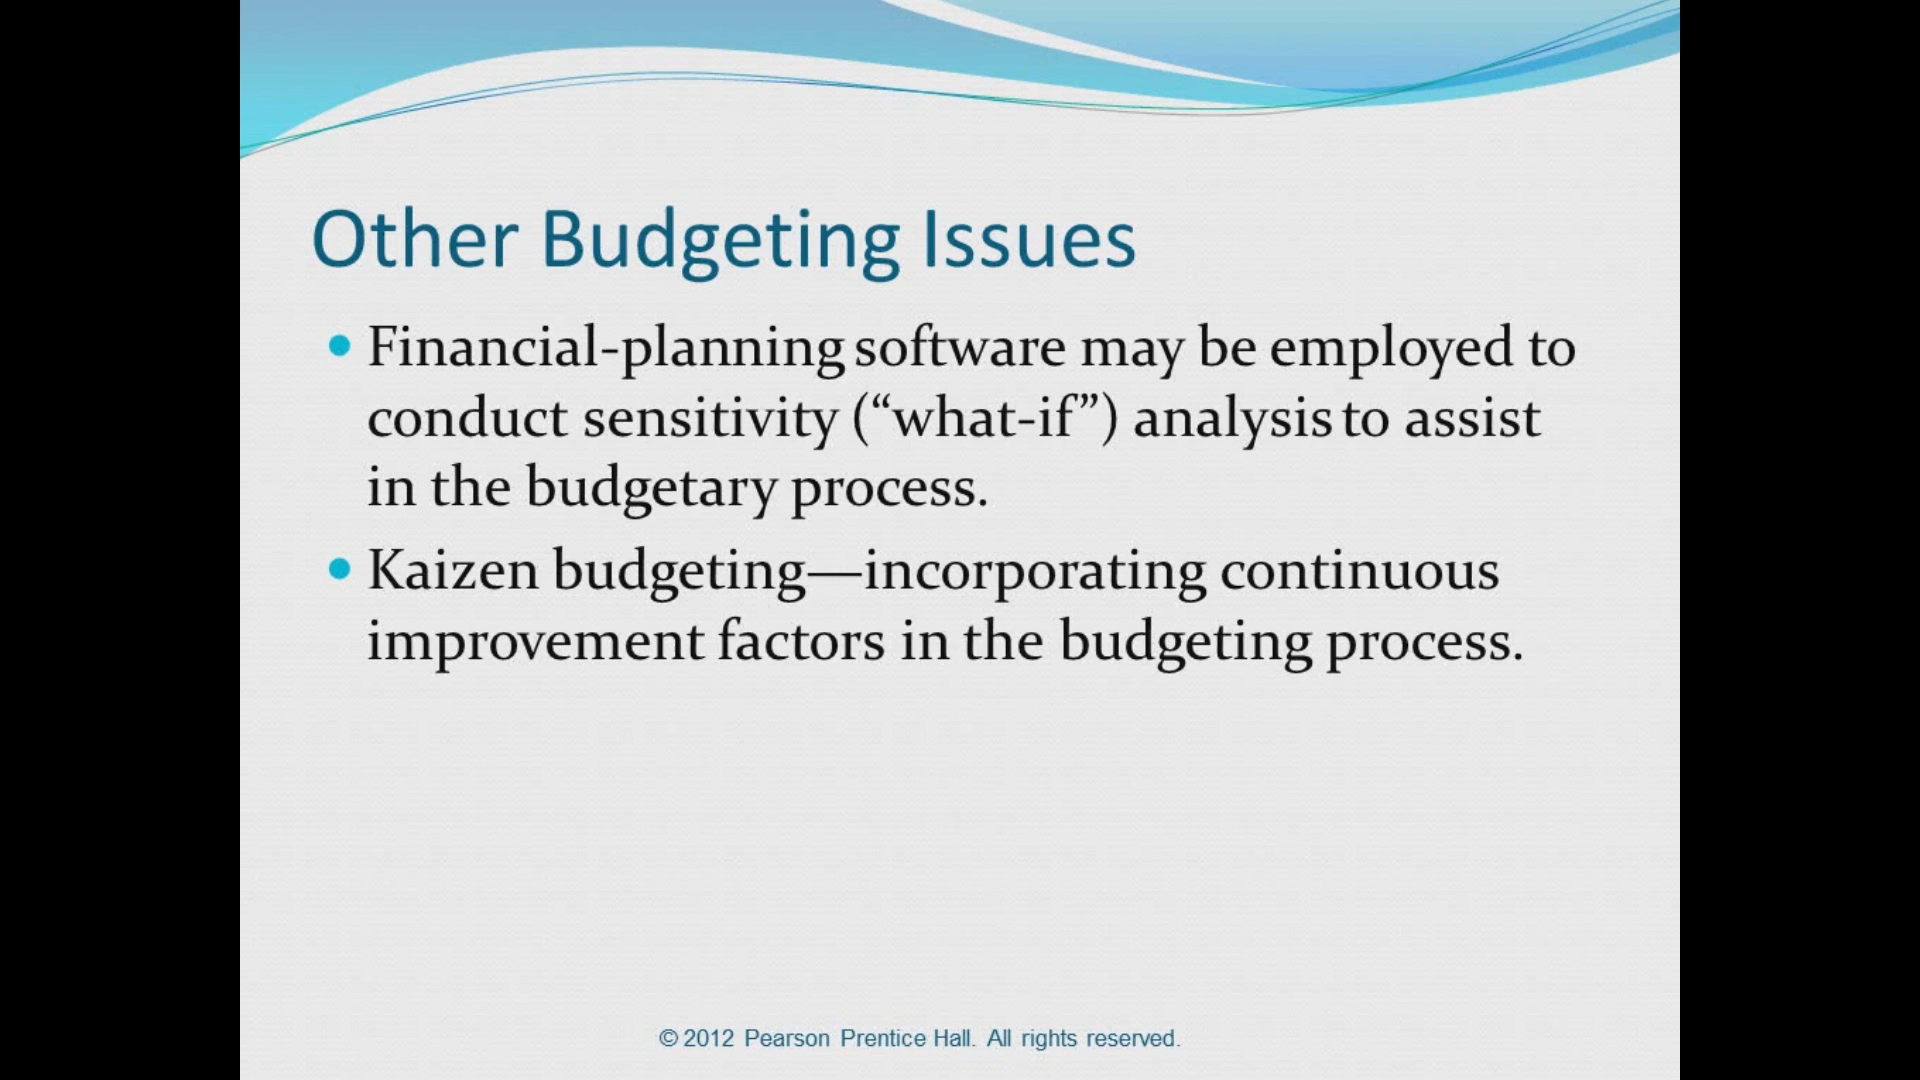 Other Budgeting Issues
• Financial-planning software may be employed to
conduct sensitivity (“what-if”) analysis to assist
in the budgetary process.
• Kaizen budgeting—incorporating continuous
improvement factors in the budgeting process.
© 2012 Pearson Prentice Hall. All rights reserved.